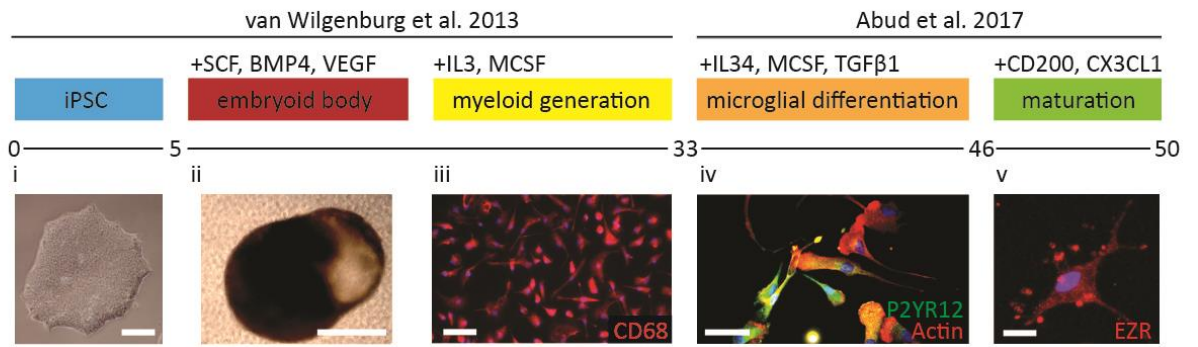 van Wilgenburg et al. 2013
Abud et al. 2017
+SCF, BMP4, VEGF
+IL3, MCSF
+IL34, MCSF, TGFβ1
+CD200, CX3CL1
iPSC
embryoid body
myeloid generation
microglial differentiation
maturation
0
5
33
46
50
i
ii
iii
iv
v
CD68
P2YR12
Actin
EZR